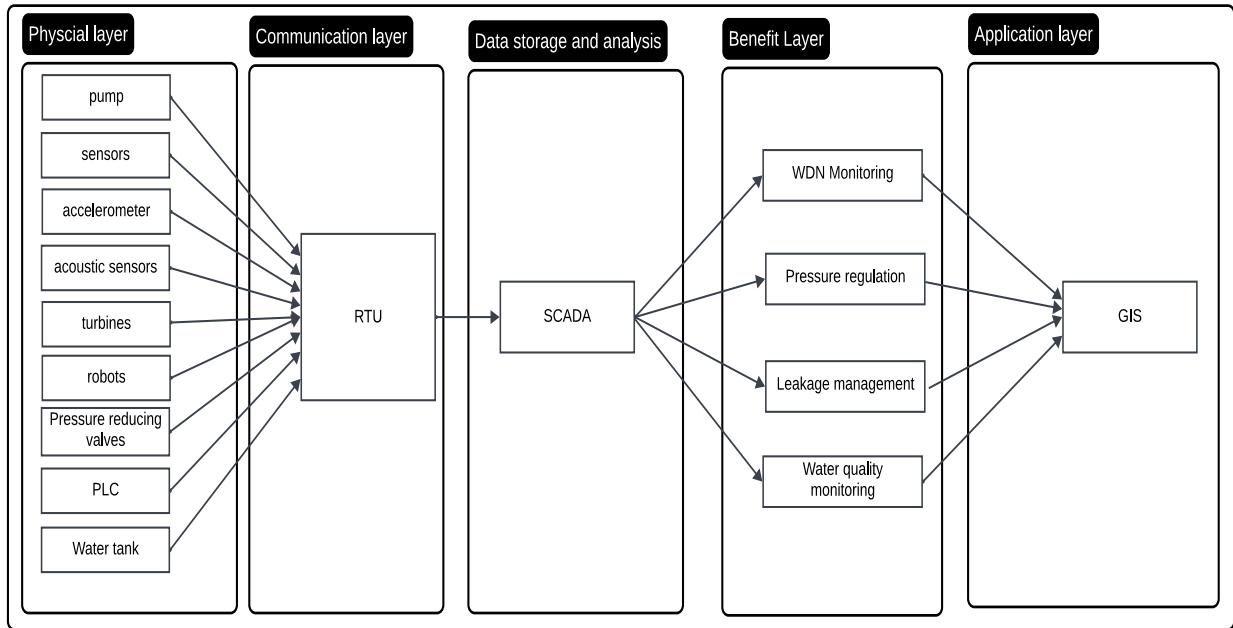 Physcial layer
Communication layer
Data storage and analysis
Benefit Layer
Application layer
pump
sensors
accelerometer
acoustic sensors
turbines
robots
Pressure reducing
valves
PLC
Water tank
RTU
SCADA
WDN Monitoring
Pressure regulation
Leakage management
Water quality
monitoring
GIS